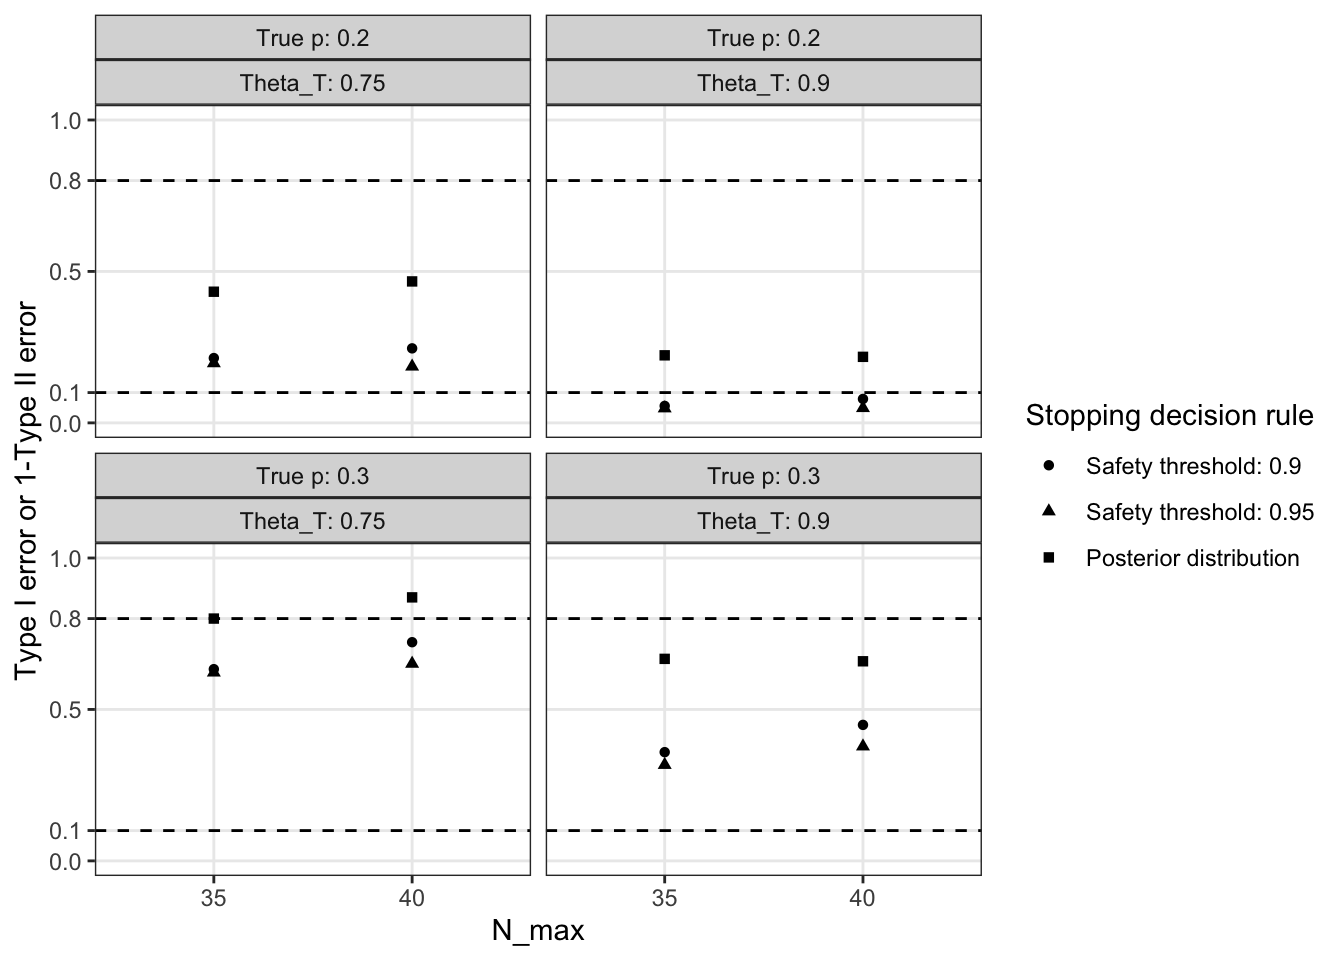 True p: 0.2
True p: 0.2
Theta_T: 0.75
Theta_T: 0.9
1.0
0.8
0.5
0.1
0.0
True p: 0.3
True p: 0.3
Theta_T: 0.75
Theta_T: 0.9
1.0
0.8
0.5
0.1
0.0
35
40
35
40
N_max
Type I error or 1-Type II error
Stopping decision rule
Safety threshold: 0.9
Safety threshold: 0.95
Posterior distribution